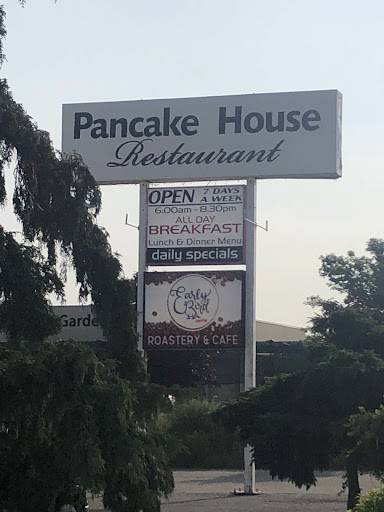 Pancake House
Restaurant
OPEN 7 DAYS A WEEK
6:00am - 8:30pm
ALL DAY
BREAKFAST
Lunch & Dinner Menu
daily specials
Early
Bird
ROASTERY & CAFE
Garde